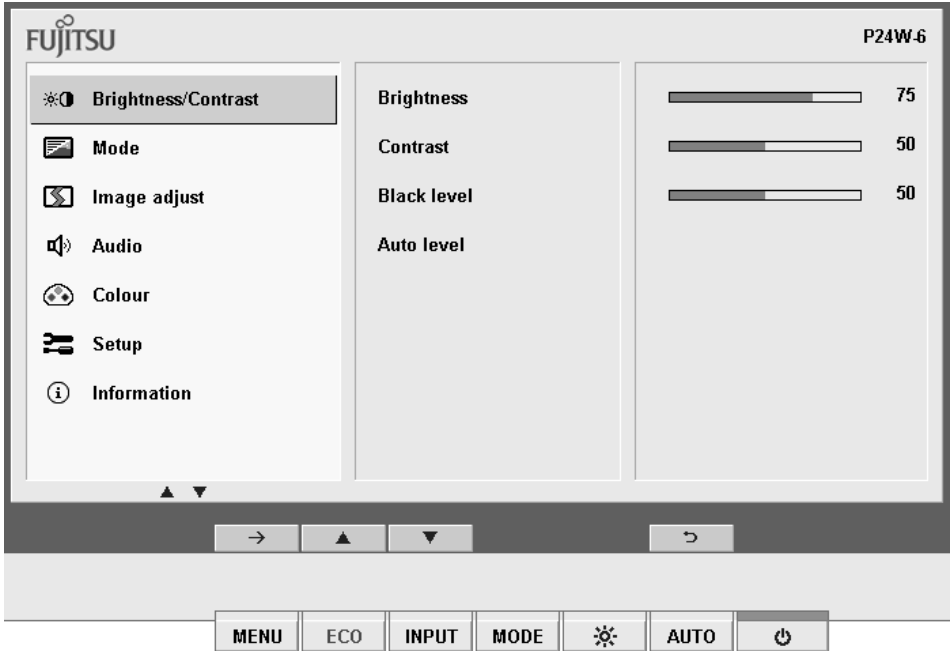 FUJITSU
P24W-6
Brightness/Contrast
Mode
Image adjust
Audio
Colour
Setup
Information
Brightness
Contrast
Black level
Auto level
75
50
50
MENU ECO INPUT MODE AUTO